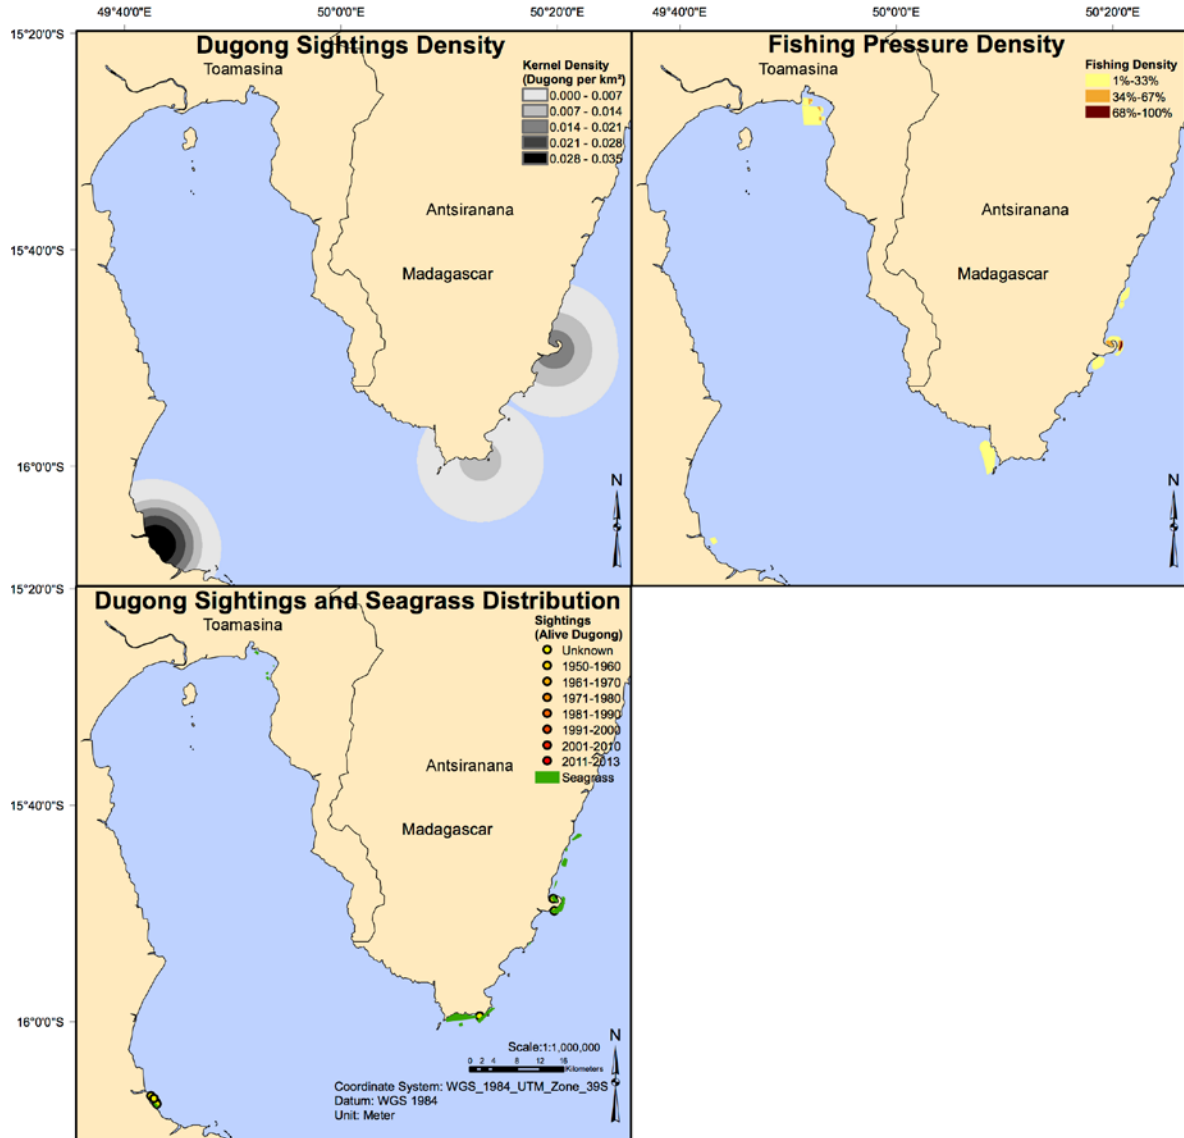 49°40'0"E
50°00'0"E
50°20'0"E
49°40'0"E
50°00'0"E
50°20'0"E
15°20'0"S
Dugong Sightings Density
Toamasina
Kernel Density
(Dugong per km²)
0.000 - 0.007
0.007 - 0.014
0.014 - 0.021
0.021 - 0.028
0.028 - 0.035
Antsiranana
15°40'0"S
Madagascar
16°0'0"S
N
Fishing Pressure Density
Toamasina
Fishing Density
1%-33%
34%-67%
68%-100%
Antsiranana
Madagascar
N
15°20'0"S
Dugong Sightings and Seagrass Distribution
Toamasina
Sightings
(Alive Dugong)
Unknown
1950-1960
1961-1970
1971-1980
1981-1990
1991-2000
2001-2010
2011-2013
Seagrass
Antsiranana
15°40'0"S
Madagascar
16°0'0"S
N
Scale:1:1,000,000
0 2 4 8 12 16
Kilometers
Coordinate System: WGS_1984_UTM_Zone_39S
Datum: WGS 1984
Unit: Meter